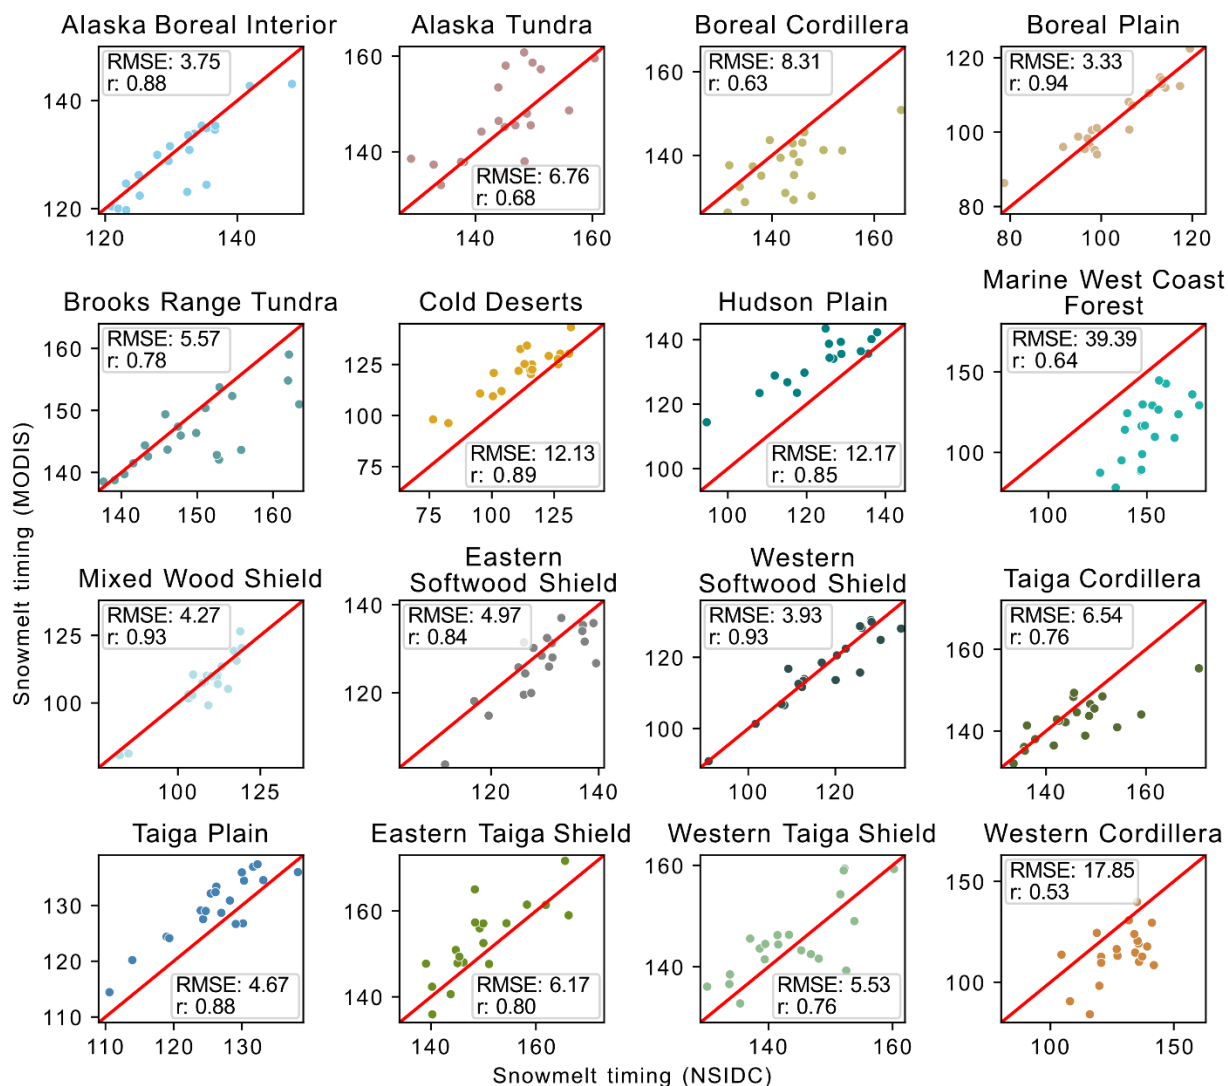 Alaska Boreal Interior
RMSE: 3.75
r: 0.88
140
120
120
140
Alaska Tundra
160
140
RMSE: 6.76
r: 0.68
140
160
Boreal Cordillera
RMSE: 8.31
r: 0.63
160
140
140
160
Boreal Plain
RMSE: 3.33
r: 0.94
120
100
80
80
100
120
Brooks Range Tundra
RMSE: 5.57
r: 0.78
160
150
140
140
150
160
Cold Deserts
125
100
75
RMSE: 12.13
r: 0.89
75
100
125
Hudson Plain
140
120
100
RMSE: 12.17
r: 0.85
100
120
140
Marine West Coast
Forest
RMSE: 39.39
r: 0.64
150
100
100
150
Snowmelt timing (MODIS)
Mixed Wood Shield
RMSE: 4.27
r: 0.93
125
100
100
125
Eastern
Softwood Shield
RMSE: 4.97
r: 0.84
140
120
120
140
Western
Softwood Shield
RMSE: 3.93
r: 0.93
120
100
100
120
Taiga Cordillera
RMSE: 6.54
r: 0.76
160
140
140
160
Taiga Plain
130
120
110
RMSE: 4.67
r: 0.88
110
120
130
Eastern Taiga Shield
160
140
RMSE: 6.17
r: 0.80
140
160
Western Taiga Shield
160
140
RMSE: 5.53
r: 0.76
140
160
Western Cordillera
RMSE: 17.85
r: 0.53
150
100
100
150
Snowmelt timing (NSIDC)